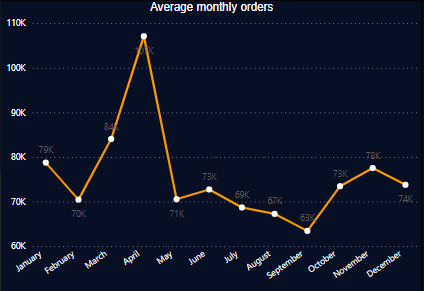 Average monthly orders
110K
100K
90K
80K
70K
60K
79K
70K
84K
107K
71K
73K
69K
67K
63K
73K
78K
74K
January
February
March
April
May
June
July
August
September
October
November
December